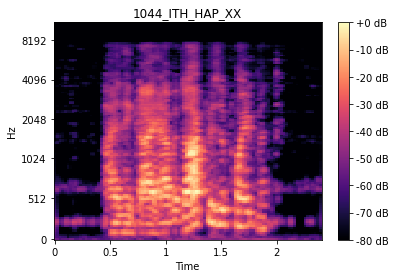 1044_ITH_HAP_XX
+0 dB
8192
-10 dB
4096
-20 dB
-30 dB
2048
Hz
-40 dB
1024
-50 dB
512
-60 dB
-70 dB
0
-80 dB
0 0.5 1 1.5 2
Time